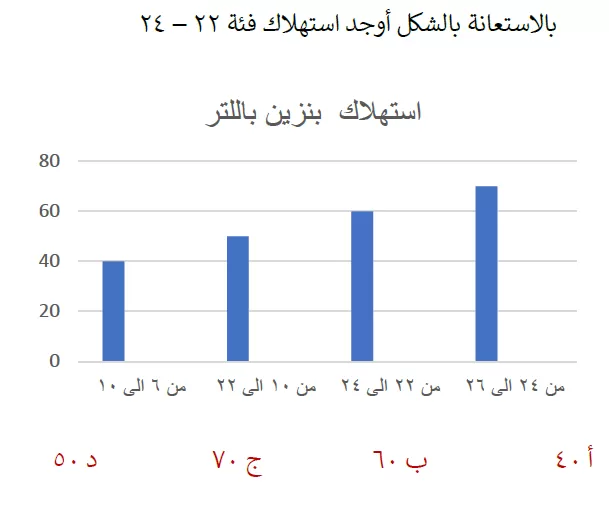 بالاستعانة بالشكل أوجد استهلاك فئة ٢٢ – ٢٤
استهلاك بنزين باللتر
80
60
40
20
0
من ٦ الى ١٠ من ١٠ الى ٢٢ من ٢٢ الى ٢٤ من ٢٤ الى ٢٦
أ ٤٠ ب ٦٠ ج ٧٠ د ٥٠